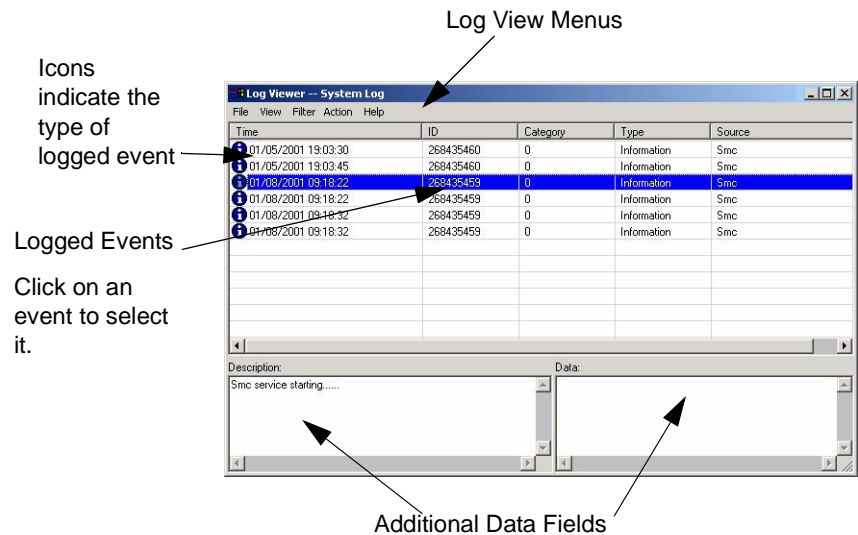 Log View Menus
Icons
indicate the
type of
logged event
Log Viewer -- System Log
File View Filter Action Help
Time ID Category Type Source
01/05/2001 19:03:30 268435460 0 Information Smc
01/05/2001 19:03:45 268435460 0 Information Smc
01/08/2001 09:18:22 268435459 0 Information Smc
01/08/2001 09:18:22 268435459 0 Information Smc
01/08/2001 09:18:32 268435459 0 Information Smc
01/08/2001 09:18:32 268435459 0 Information Smc
Logged Events
Click on an
event to select
it.
Description: Data:
Smc service starting......
Additional Data Fields